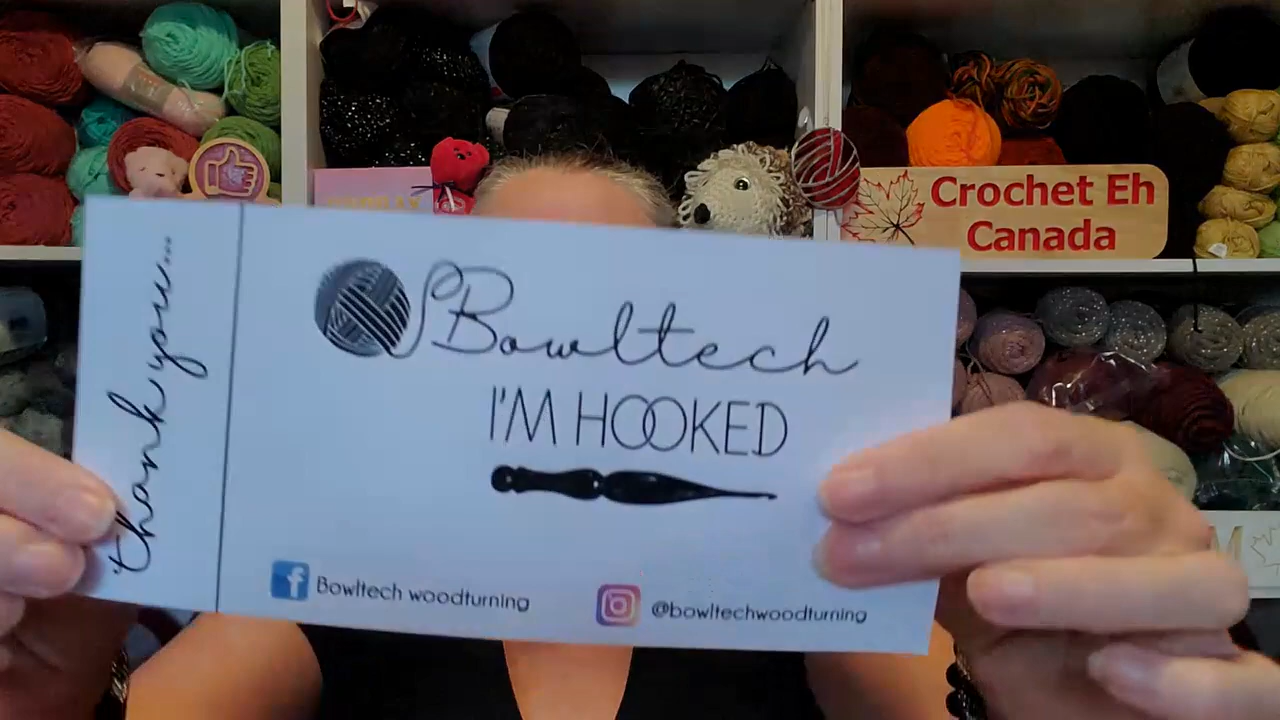 Crochet Eh
Canada
thank you...
Bowltech
I'M HOOKED
Bowltech woodturning
@bowltechwoodturning